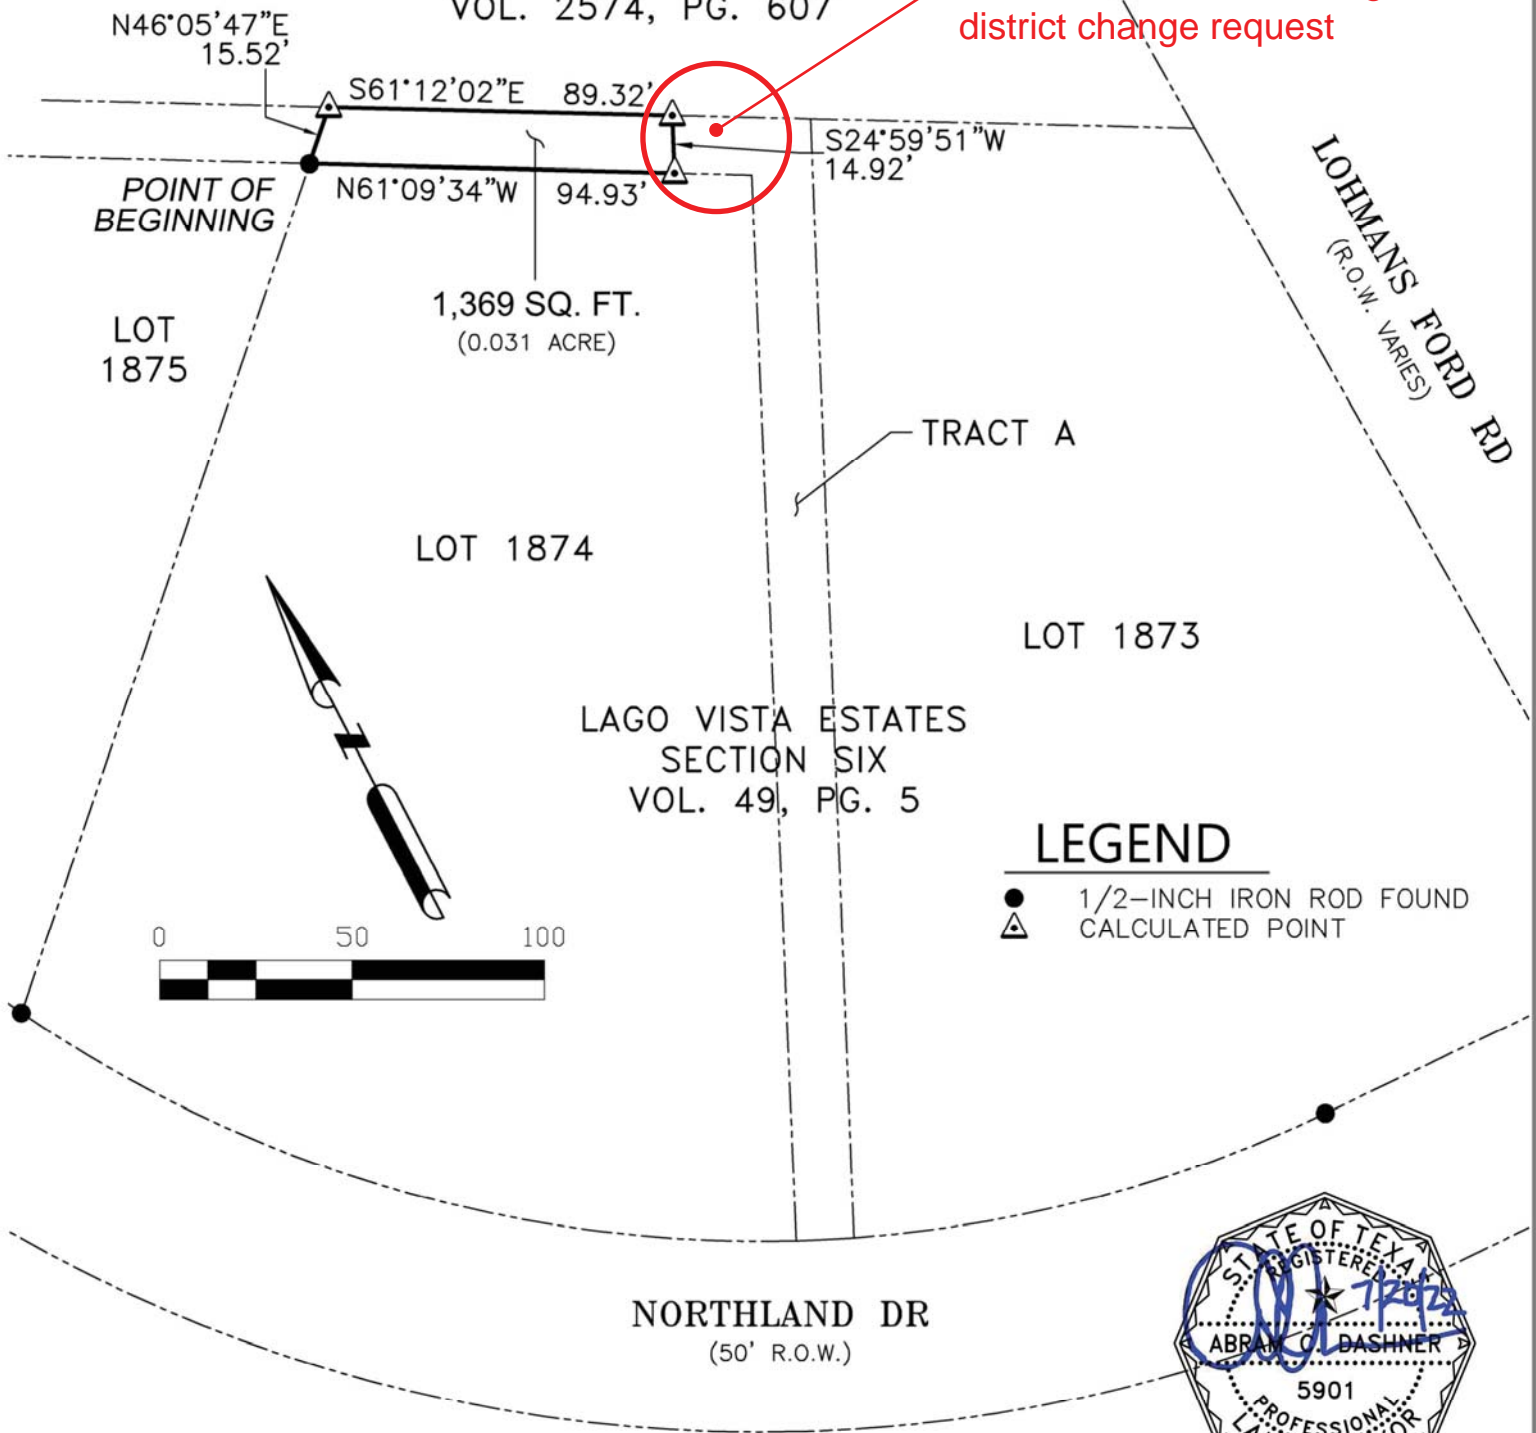 VOL. 2574, PG. 607
district change request
N46°05'47"E
15.52'
S61°12'02"E 89.32'
S24°59'51"W
14.92'
POINT OF
BEGINNING
N61°09'34"W 94.93'
1,369 SQ. FT.
(0.031 ACRE)
LOT
1875
LOHMANS FORD RD
(R.O.W. VARIES)
TRACT A
LOT 1874
LOT 1873
LAGO VISTA ESTATES
SECTION SIX
VOL. 49, PG. 5
LEGEND
1/2-INCH IRON ROD FOUND
CALCULATED POINT
0 50 100
NORTHLAND DR
(50' R.O.W.)
STATE OF TEXA
REGISTERED
7/20/22
ABRAM C. DASHNER
5901
PROFESSIONAL